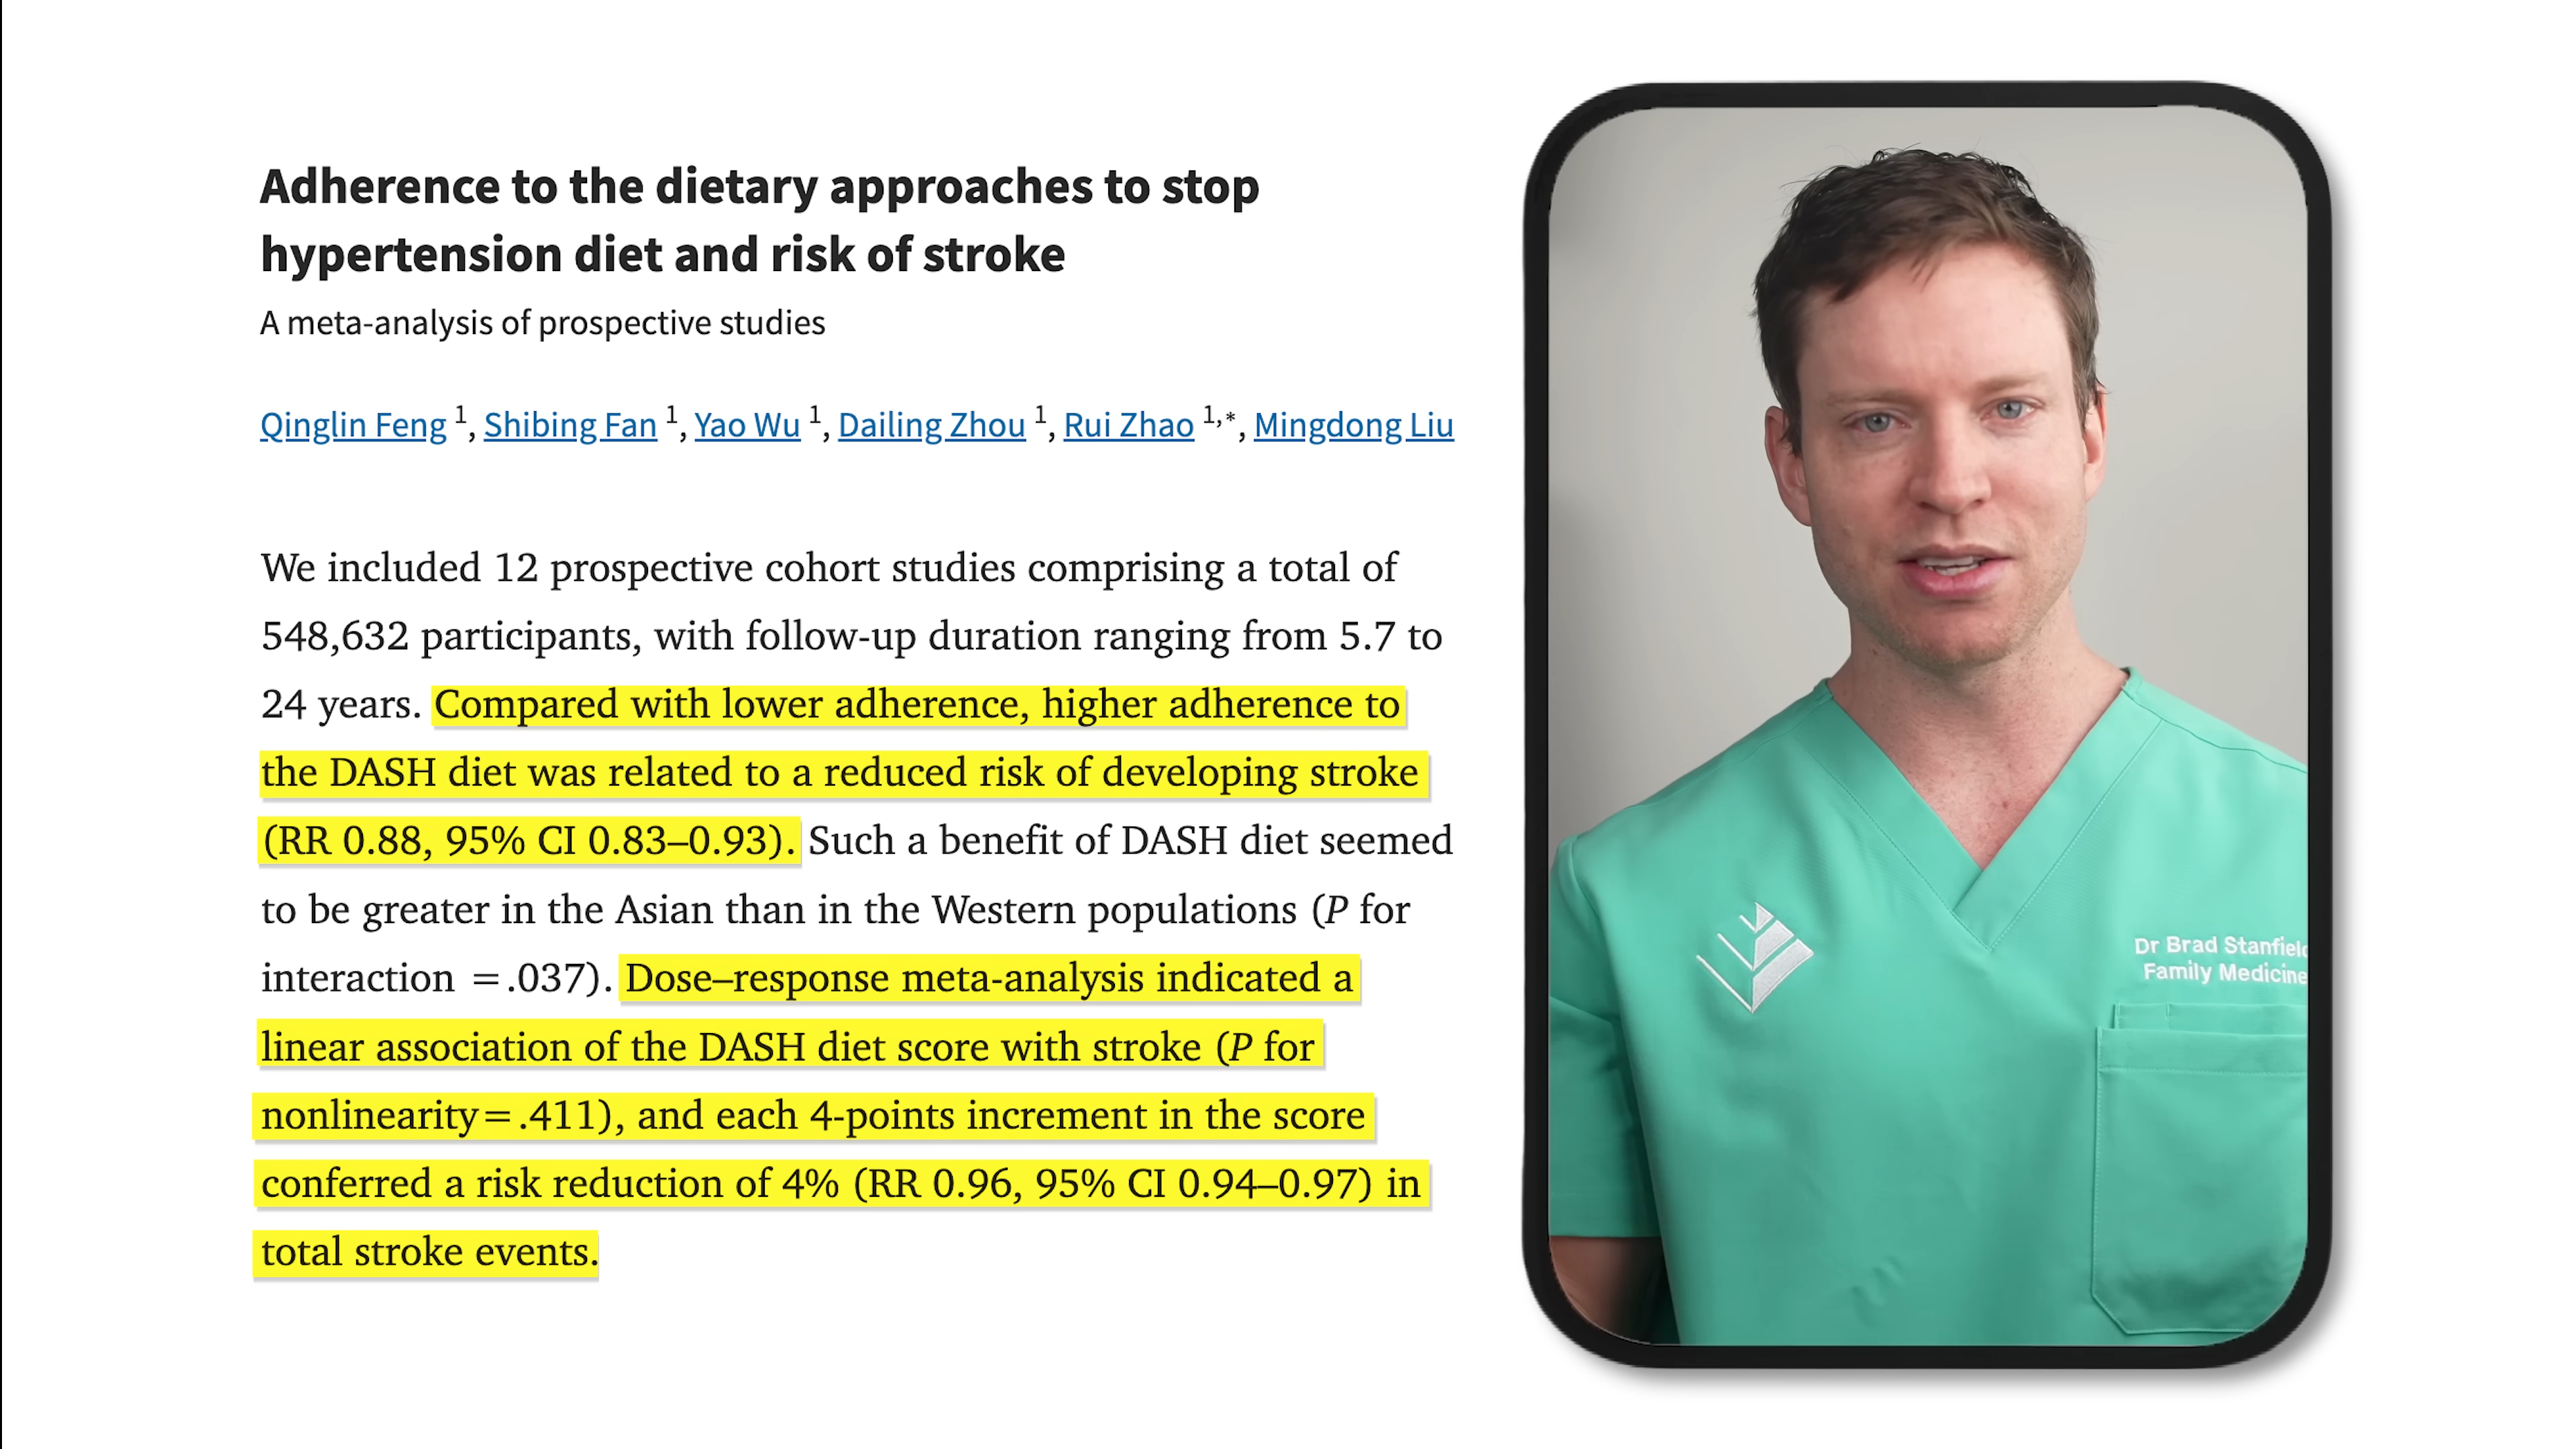 Adherence to the dietary approaches to stop
hypertension diet and risk of stroke
A meta-analysis of prospective studies
Qinglin Feng 1, Shibing Fan 1, Yao Wu 1, Dailing Zhou 1, Rui Zhao 1,*, Mingdong Liu
We included 12 prospective cohort studies comprising a total of
548,632 participants, with follow-up duration ranging from 5.7 to
24 years. Compared with lower adherence, higher adherence to
the DASH diet was related to a reduced risk of developing stroke
(RR 0.88, 95% CI 0.83–0.93). Such a benefit of DASH diet seemed
to be greater in the Asian than in the Western populations (P for
interaction =.037). Dose–response meta-analysis indicated a
linear association of the DASH diet score with stroke (P for
nonlinearity=.411), and each 4-points increment in the score
conferred a risk reduction of 4% (RR 0.96, 95% CI 0.94–0.97) in
total stroke events.
Dr Brad Stanfield
Family Medicine